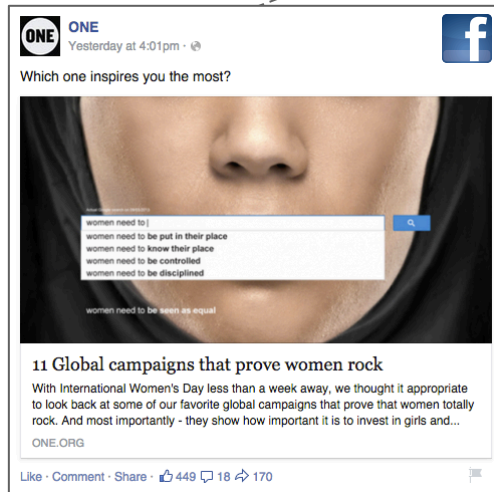 ONE
ONE
Yesterday at 4:01pm ·
f
Which one inspires you the most?
women need to
women need to be put in their place
women need to know their place
women need to be controlled
women need to be disciplined
women need to be seen as equal
11 Global campaigns that prove women rock
With International Women's Day less than a week away, we thought it appropriate
to look back at some of our favorite global campaigns that prove that women totally
rock. And most importantly - they show how important it is to invest in girls and...
ONE.ORG
Like · Comment · Share · 449 18 170